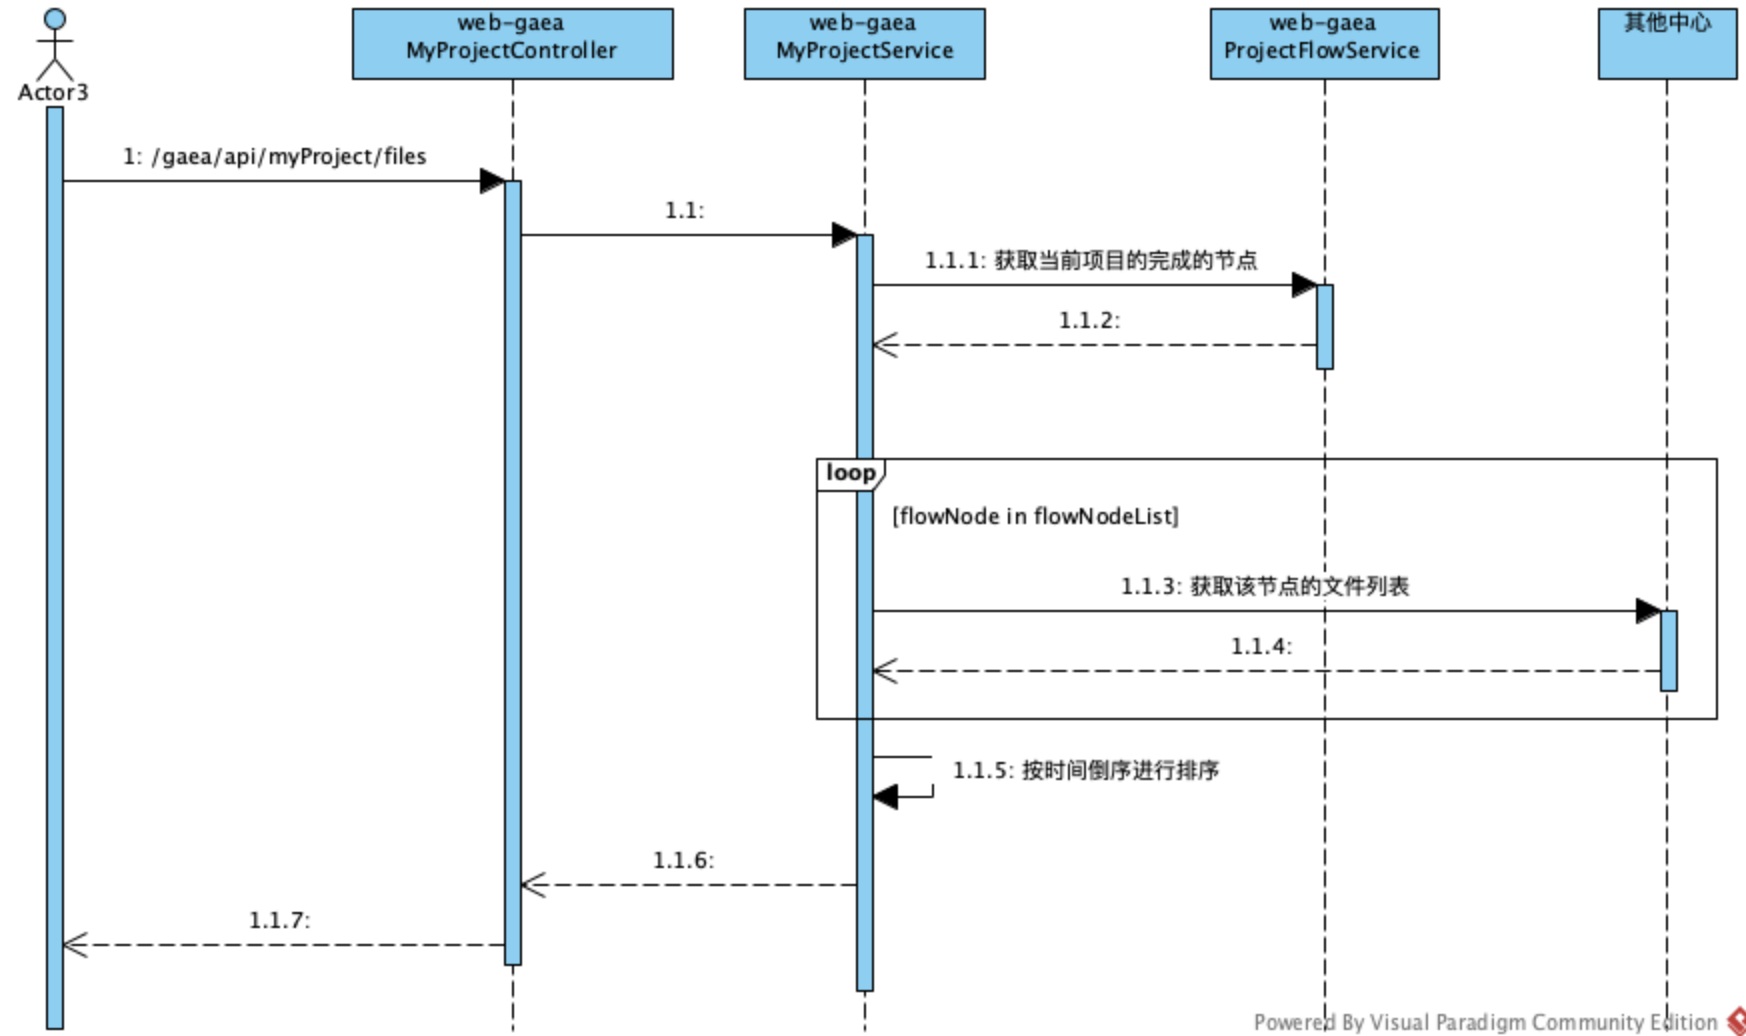 web-gaea
MyProjectController
web-gaea
MyProjectService
web-gaea
ProjectFlowService
其他中心
Actor3
1: /gaea/api/myProject/files
1.1:
1.1.1: 获取当前项目的完成的节点
1.1.2:
loop
[flowNode in flowNodeList]
1.1.3: 获取该节点的文件列表
1.1.4:
1.1.5: 按时间倒序进行排序
1.1.6:
1.1.7:
Powered By Visual Paradigm Community Edition